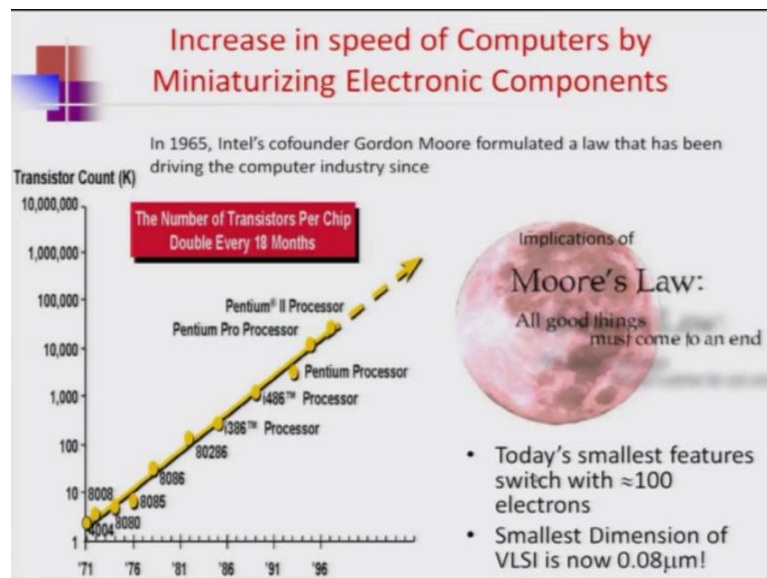 Increase in speed of Computers by
Miniaturizing Electronic Components
In 1965, Intel's cofounder Gordon Moore formulated a law that has been
driving the computer industry since
Transistor Count (K)
10,000,000
1,000,000
100,000
10,000
1,000
100
10
1
The Number of Transistors Per Chip
Double Every 18 Months
Pentium® II Processor
Pentium Pro Processor
Pentium Processor
i486™ Processor
i386™ Processor
80286
8086
8085
8008
8080
4004
'71 '76 '81 '86 '91 '96
Implications of
Moore's Law:
All good things
must come to an end
• Today's smallest features
switch with ≈100
electrons
• Smallest Dimension of
VLSI is now 0.08μm!